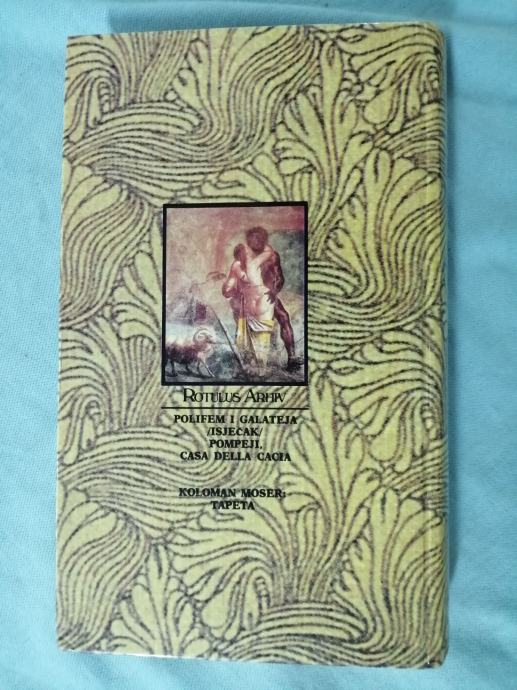 ROTULUS ARHIV
POLIFEM I GALATEJA
/ISJEČAK/
POMPEJI,
CASA DELLA CACIA
KOLOMAN MOSER:
TAPETA